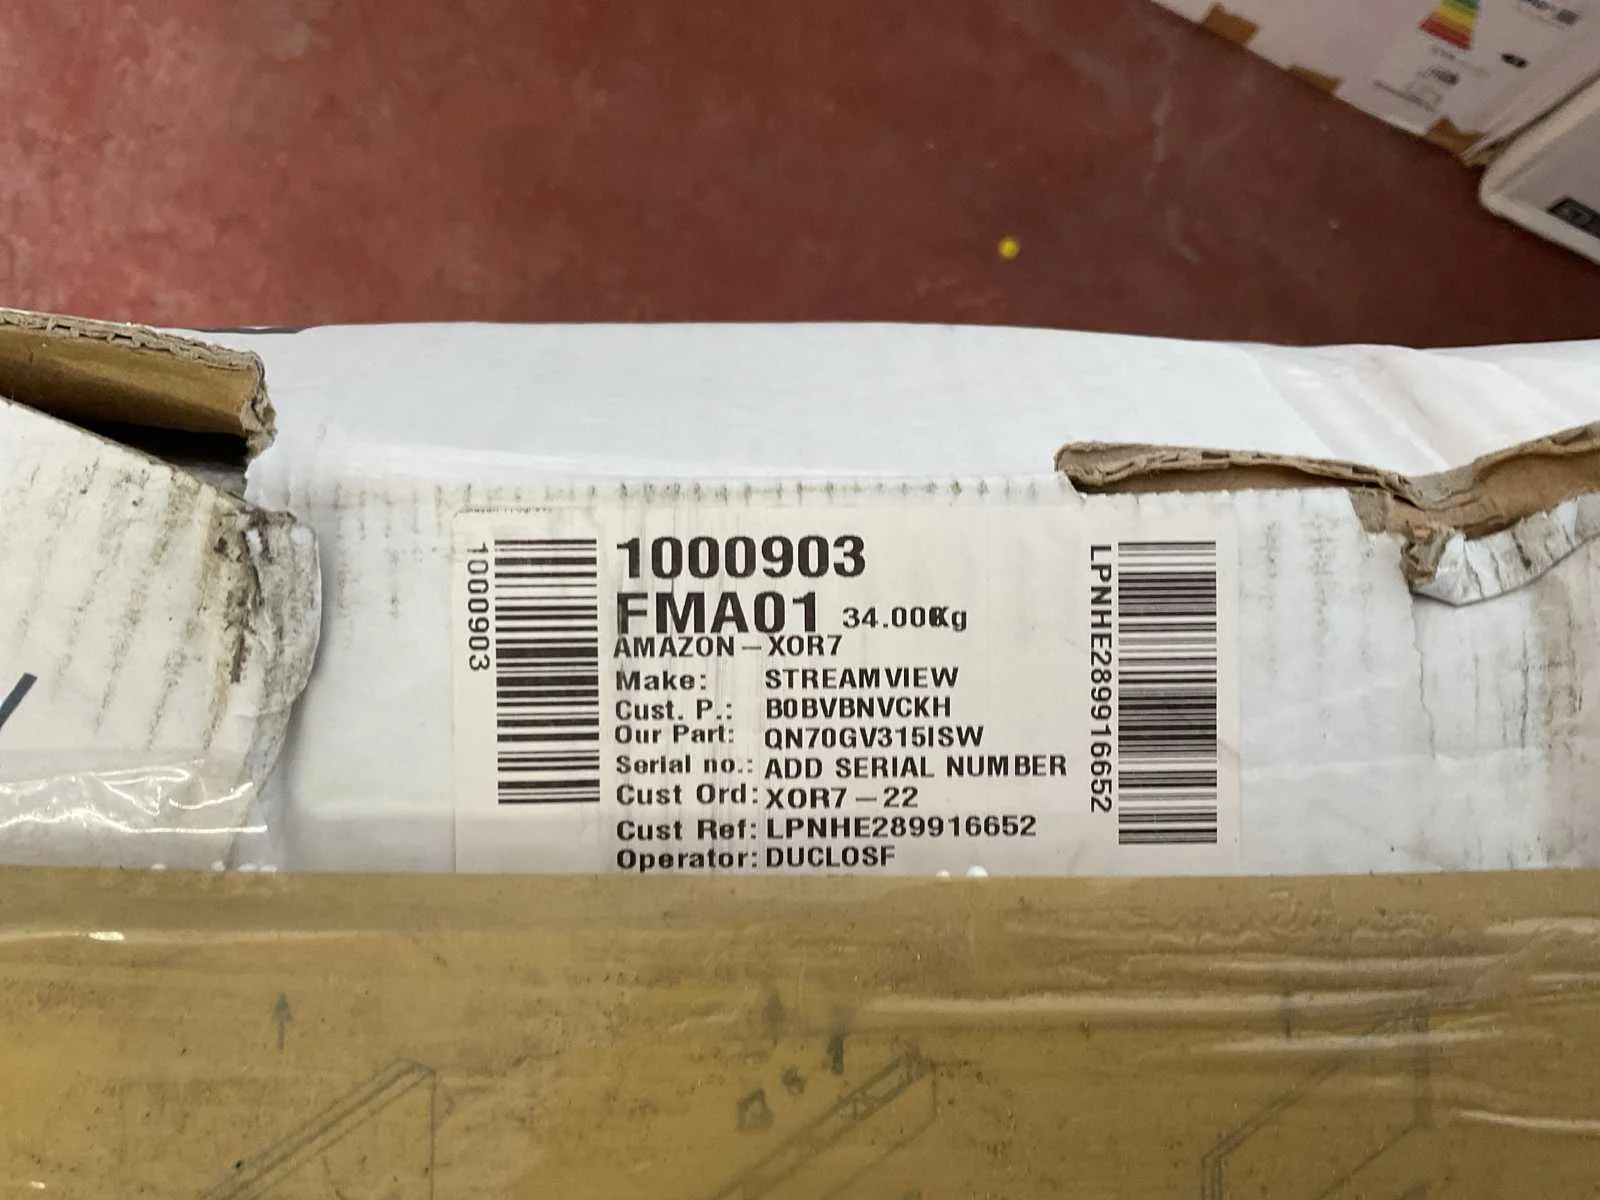 1000903
1000903
FMA01 34.00Kg
AMAZON-XOR7
Make: STREAMVIEW
Cust. P.: B0BVBNVCKH
Our Part: QN70GV315ISW
Serial no.: ADD SERIAL NUMBER
Cust Ord: XOR7-22
Cust Ref: LPNHE289916652
Operator: DUCLOSF
LPNHE289916652